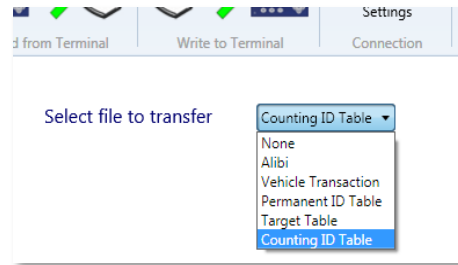 Settings
d from Terminal
Write to Terminal
Connection
Select file to transfer
Counting ID Table
None
Alibi
Vehicle Transaction
Permanent ID Table
Target Table
Counting ID Table